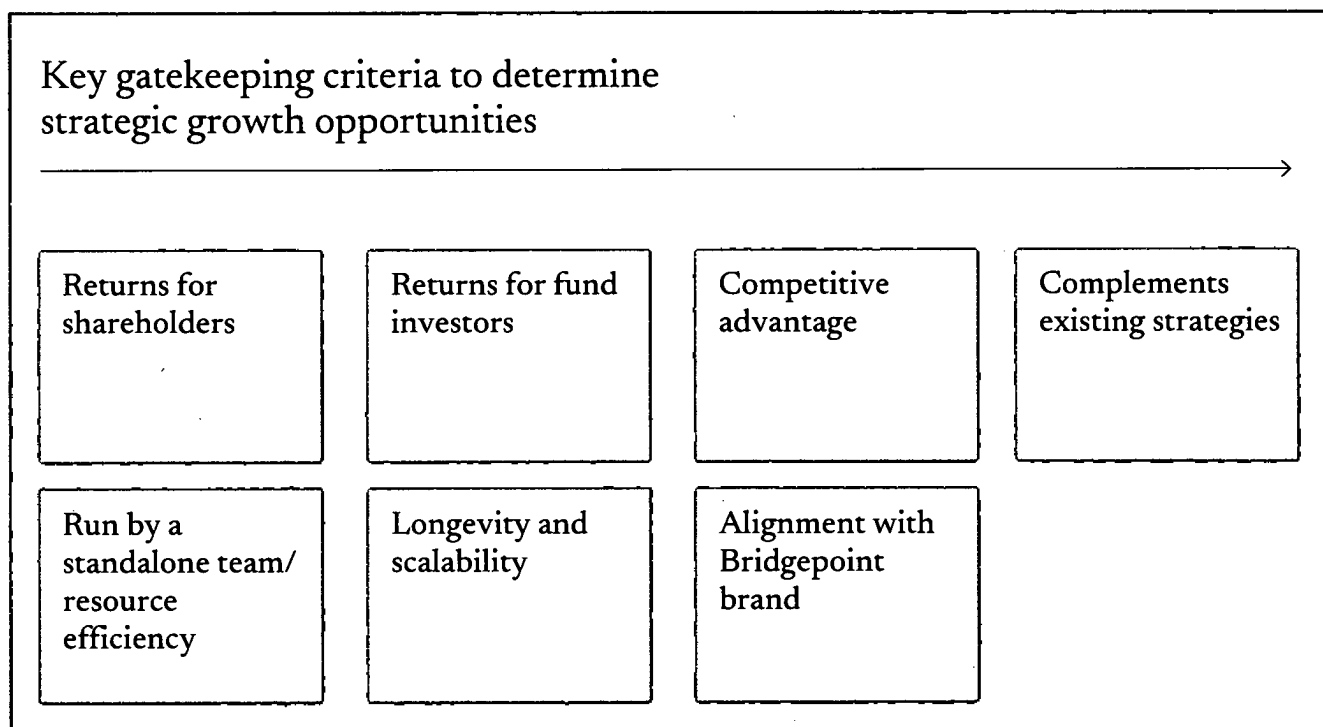 Key gatekeeping criteria to determine
strategic growth opportunities
Returns for
shareholders
Returns for fund
investors
Competitive
advantage
Complements
existing strategies
Run by a
standalone team/
resource
efficiency
Longevity and
scalability
Alignment with
Bridgepoint
brand